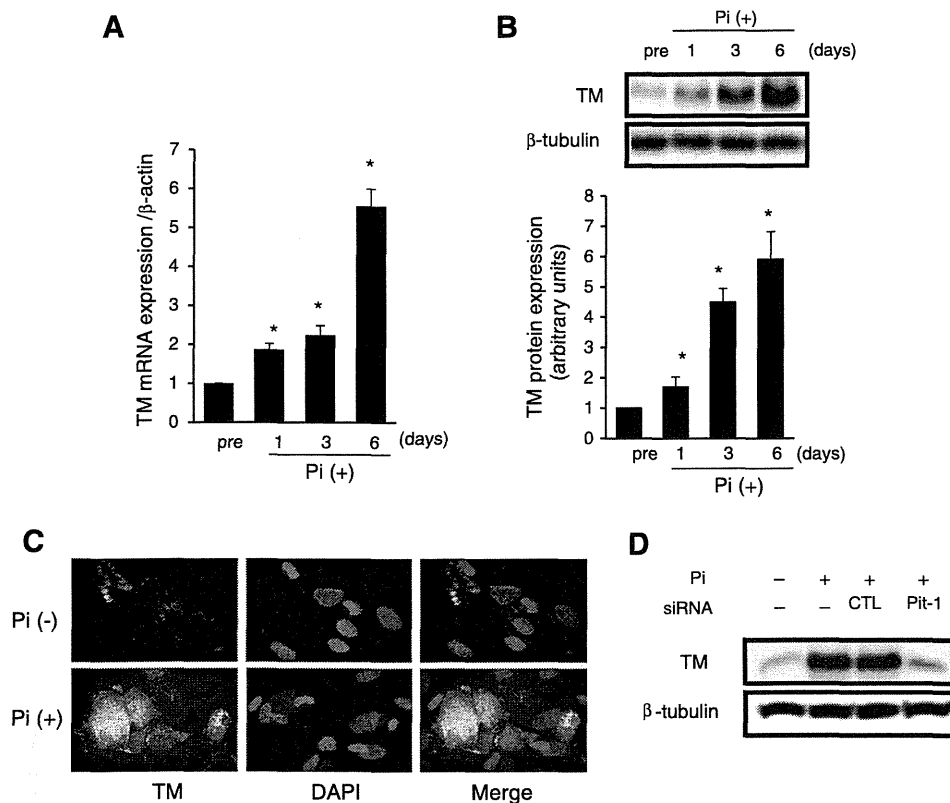 A
TM mRNA expression /β-actin
7
6
5
4
3
2
1
0
*
*
*
pre
1
3
6
(days)
Pi (+)
B
Pi (+)
pre
1
3
6
(days)
TM
β-tubulin
TM protein expression
(arbitrary units)
8
7
6
5
4
3
2
1
0
*
*
*
pre
1
3
6
(days)
Pi (+)
C
Pi (-)
Pi (+)
TM
DAPI
Merge
D
Pi – + + +
siRNA – – CTL Pit-1
TM
β-tubulin